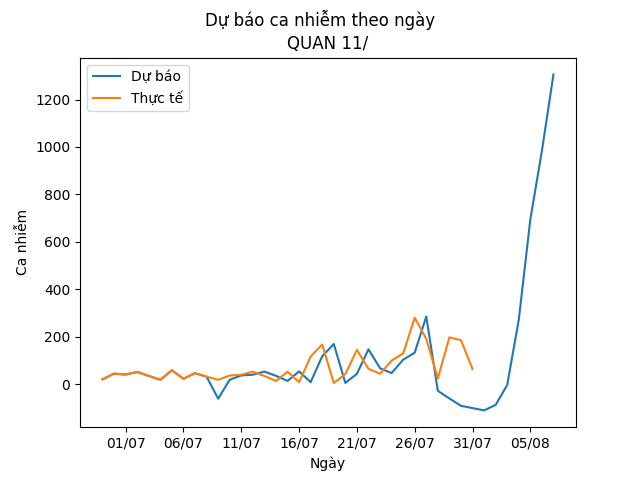 Dự báo ca nhiễm theo ngày
QUAN 11/
Dự báo
Thực tế
1200
1000
800
600
400
200
0
Ca nhiễm
01/07 06/07 11/07 16/07 21/07 26/07 31/07 05/08
Ngày